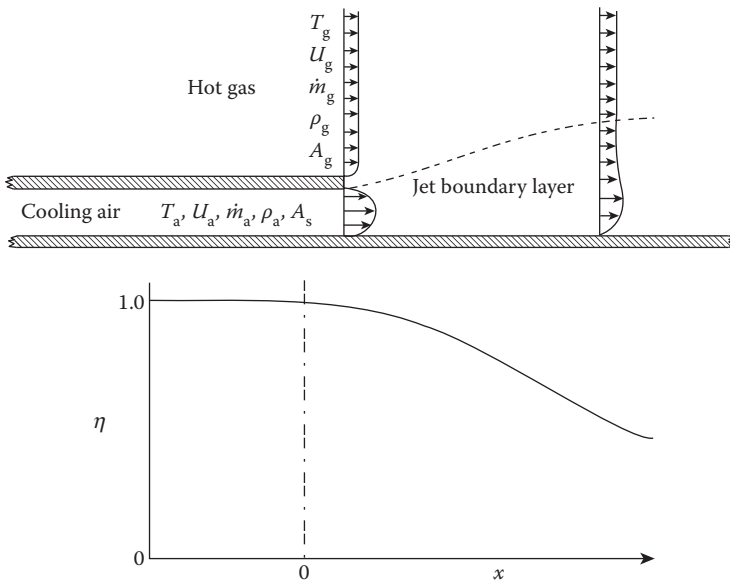 T_g
U_g
Hot gas
ṁ_g
ρ_g
A_g
Jet boundary layer
Cooling air
T_a, U_a, ṁ_a, ρ_a, A_s
1.0
η
0
0
x